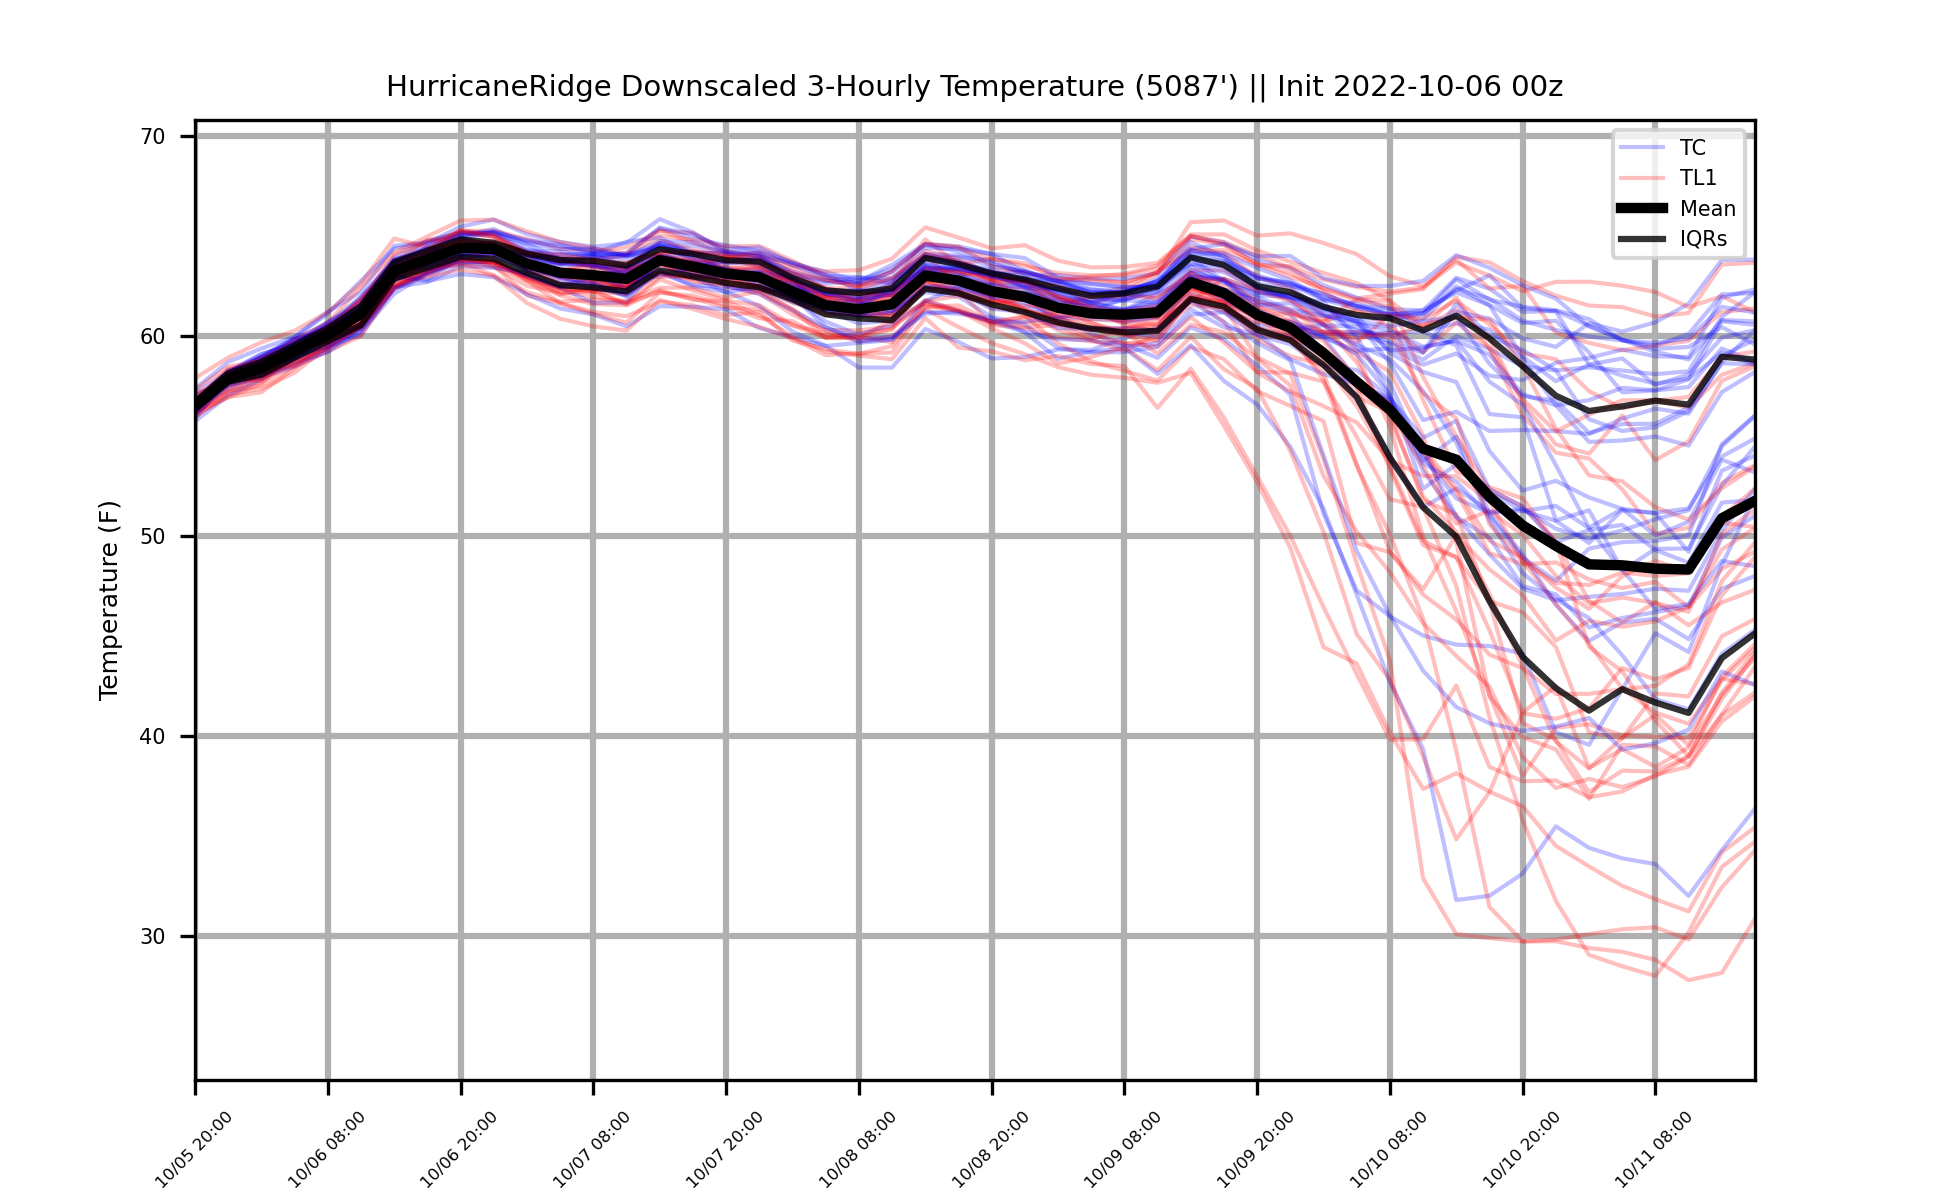 HurricaneRidge Downscaled 3-Hourly Temperature (5087') || Init 2022-10-06 00z
TC
TL1
Mean
IQRs
Temperature (F)
70
60
50
40
30
10/05 20:00
10/06 08:00
10/06 20:00
10/07 08:00
10/07 20:00
10/08 08:00
10/08 20:00
10/09 08:00
10/09 20:00
10/10 08:00
10/10 20:00
10/11 08:00